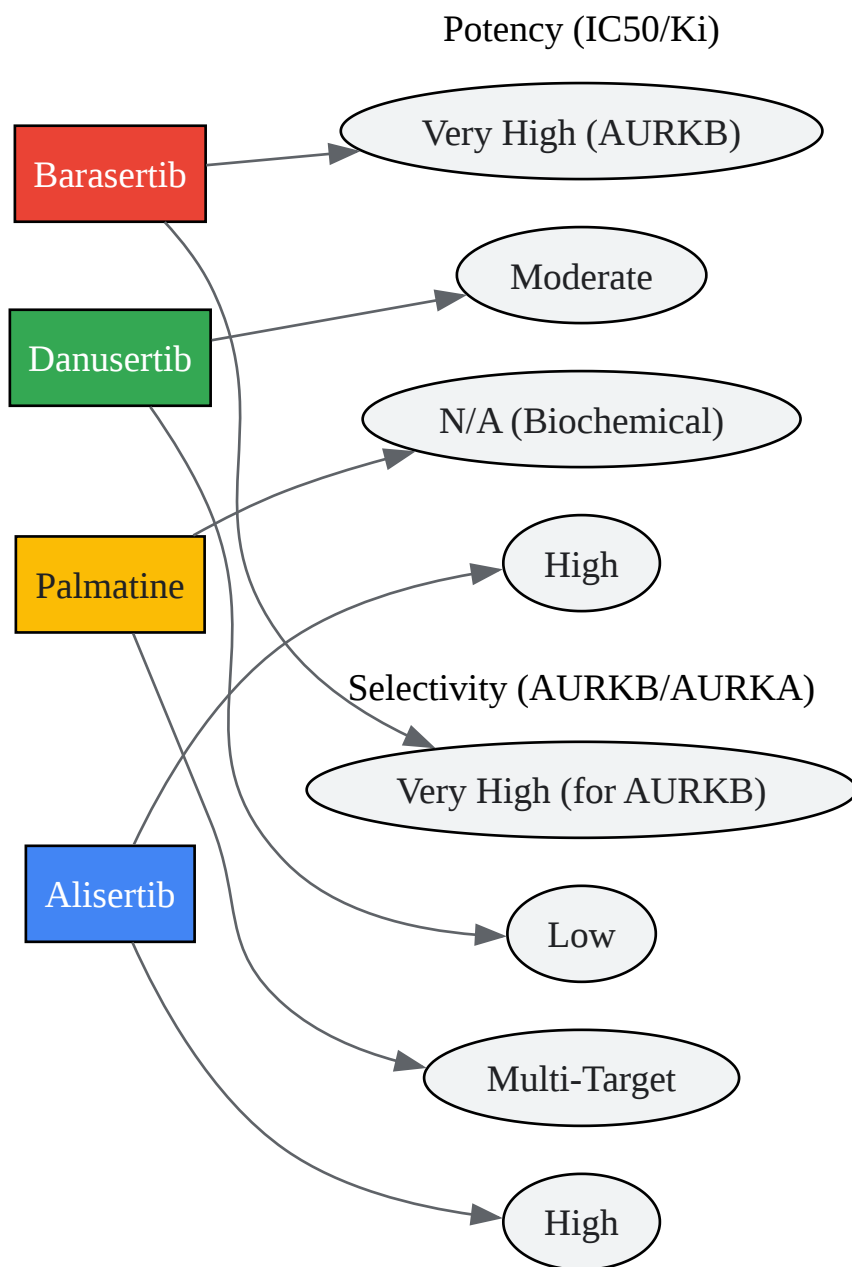 Potency (IC50/Ki)
Very High (AURKB)
Barasertib
Moderate
Danusertib
N/A (Biochemical)
High
Palmatine
Selectivity (AURKB/AURKA)
Very High (for AURKB)
Alisertib
Low
Multi-Target
High